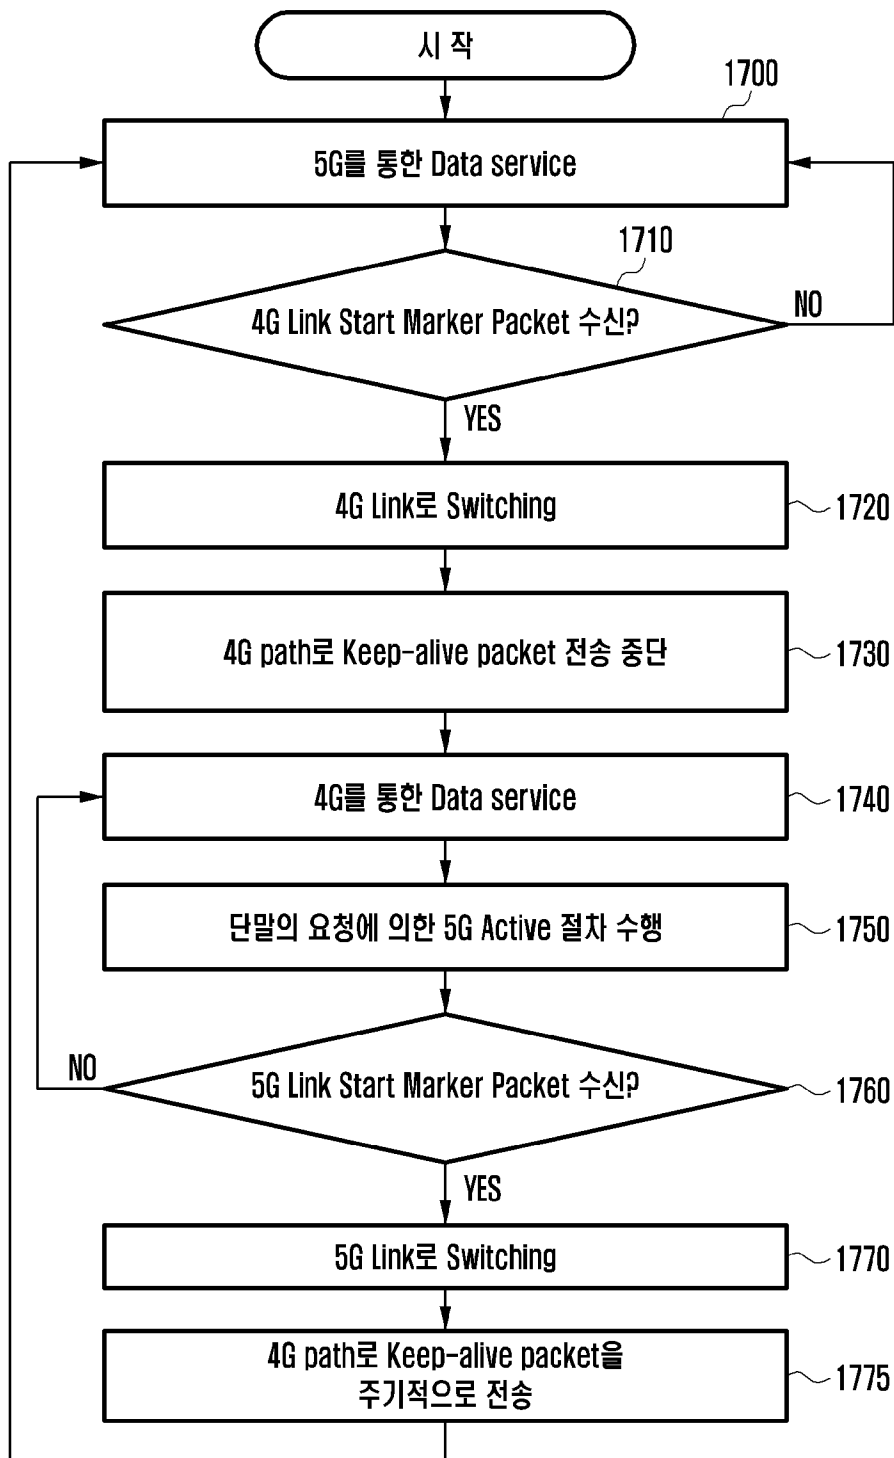 시 작
1700
5G를 통한 Data service
1710
4G Link Start Marker Packet 수신?
NO
YES
4G Link로 Switching
1720
4G path로 Keep-alive packet 전송 중단
1730
4G를 통한 Data service
1740
단말의 요청에 의한 5G Active 절차 수행
1750
NO
5G Link Start Marker Packet 수신?
1760
YES
5G Link로 Switching
1770
4G path로 Keep-alive packet을
주기적으로 전송
1775